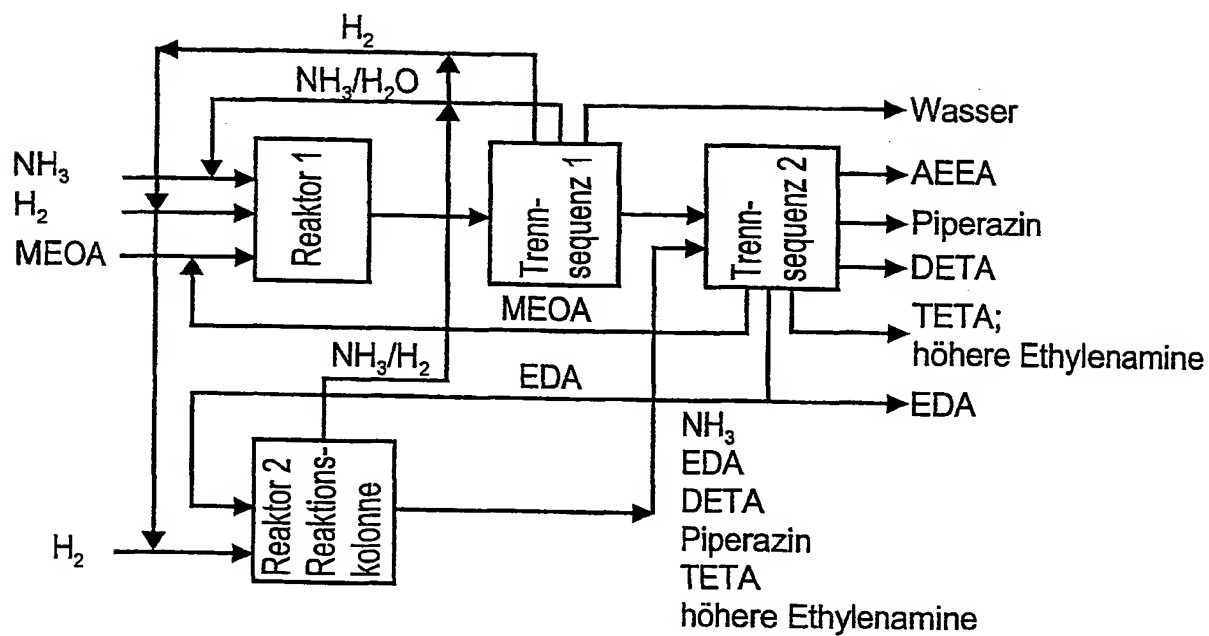 H₂
NH₃/H₂O
Wasser
NH₃
H₂
MEOA
Reaktor 1
Trenn-
sequenz 1
Trenn-
sequenz 2
AEEA
Piperazin
DETA
TETA;
höhere Ethylenamine
MEOA
NH₃/H₂
EDA
EDA
Reaktor 2
Reaktions-
kolonne
H₂
NH₃
EDA
DETA
Piperazin
TETA
höhere Ethylenamine